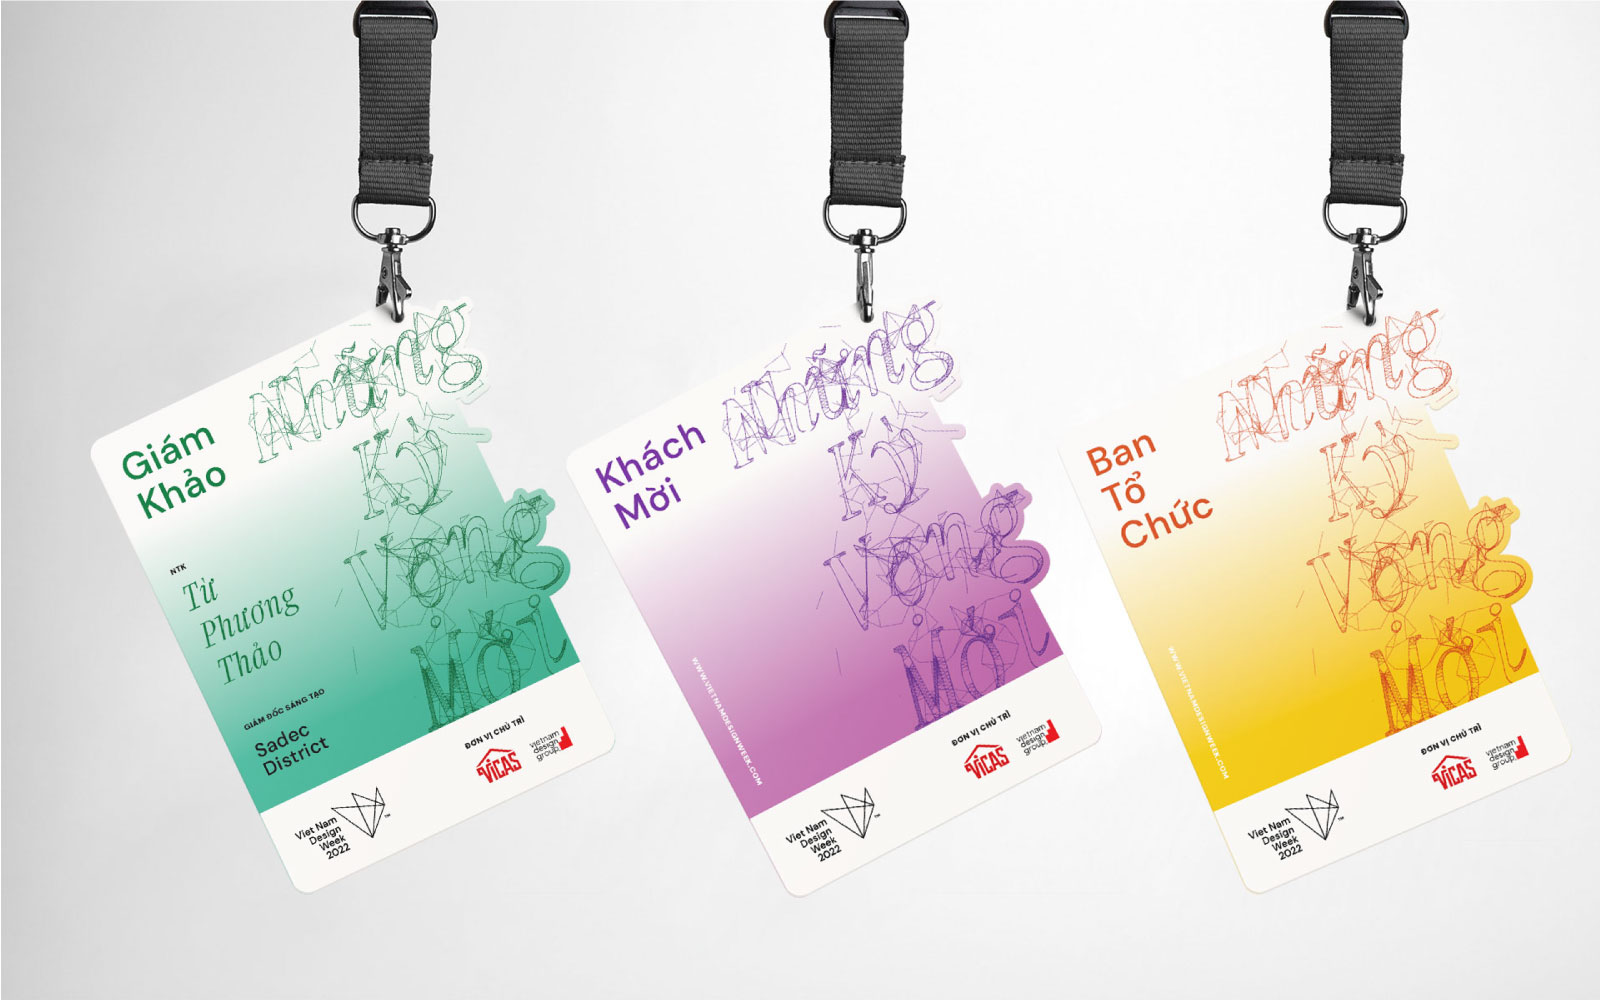 Những
Kỳ
Vọng
Mới
Giám
Khảo
NTK
Từ
Phương
Thảo
GIÁM ĐỐC SÁNG TẠO
Sadec
District
ĐƠN VỊ CHỦ TRÌ
VICAS
vietnam
design
group.
Viet Nam
Design
Week
2022
TM
Những
Kỳ
Vọng
Mới
Khách
Mời
WWW.VIETNAMDESIGNWEEK.COM
ĐƠN VỊ CHỦ TRÌ
VICAS
vietnam
design
group.
Viet Nam
Design
Week
2022
TM
Những
Kỳ
Vọng
Mới
Ban
Tổ
Chức
WWW.VIETNAMDESIGNWEEK.COM
ĐƠN VỊ CHỦ TRÌ
VICAS
vietnam
design
group.
Viet Nam
Design
Week
2022
TM